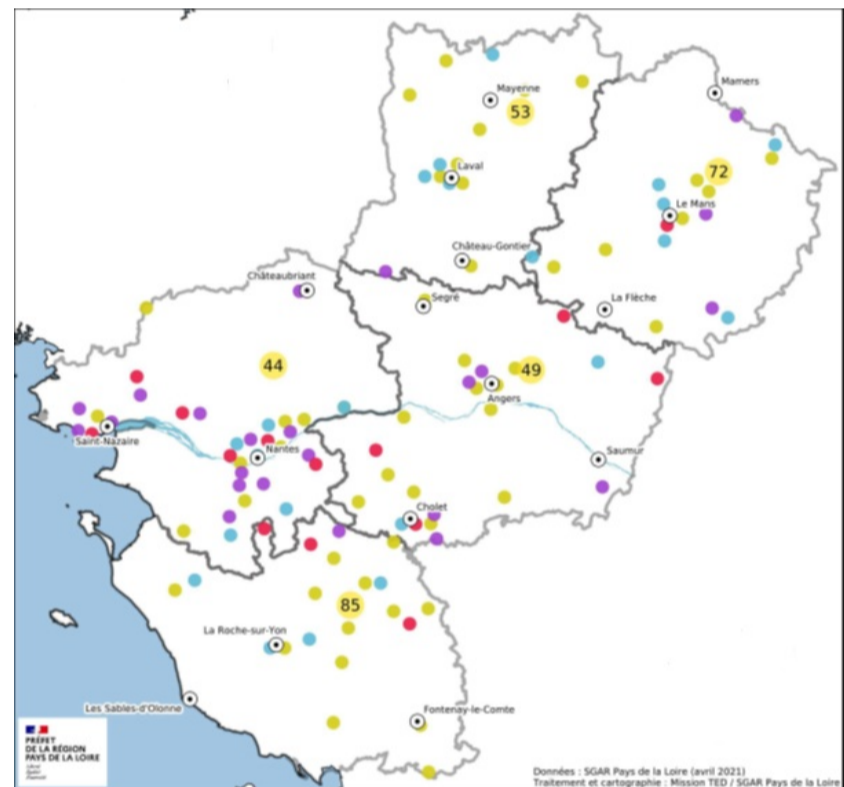 Mamers
Mayenne
53
72
Laval
Le Mans
Château-Gontier
Châteaubriant
Segré
La Flèche
44
49
Angers
Saint-Nazaire
Nantes
Saumur
Cholet
85
La Roche-sur-Yon
Les Sables-d'Olonne
Fontenay-le-Comte
PRÉFET
DE LA RÉGION
PAYS DE LA LOIRE
Données : SGAR Pays de la Loire (avril 2021)
Traitement et cartographie : Mission TED / SGAR Pays de la Loire